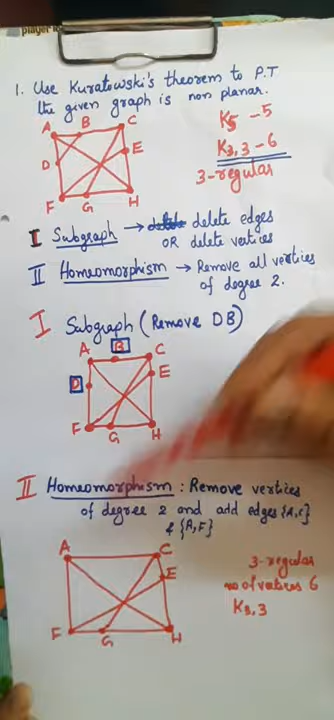 player
1. Use Kuratowski's theorem to P.T
the given graph is non planar.
K5 - 5
K3,3 - 6
3-regular
A B C
D E
F G H
I Subgraph → delete edges
OR delete vertices
II Homeomorphism → Remove all vertices
of degree 2.
I Subgraph (Remove DB)
A B C
D E
F G H
II Homeomorphism : Remove vertices
of degree 2 and add edges {A,C}
& {A,F}
A C
E
F G H
3-regular
no of vertices 6
K3,3